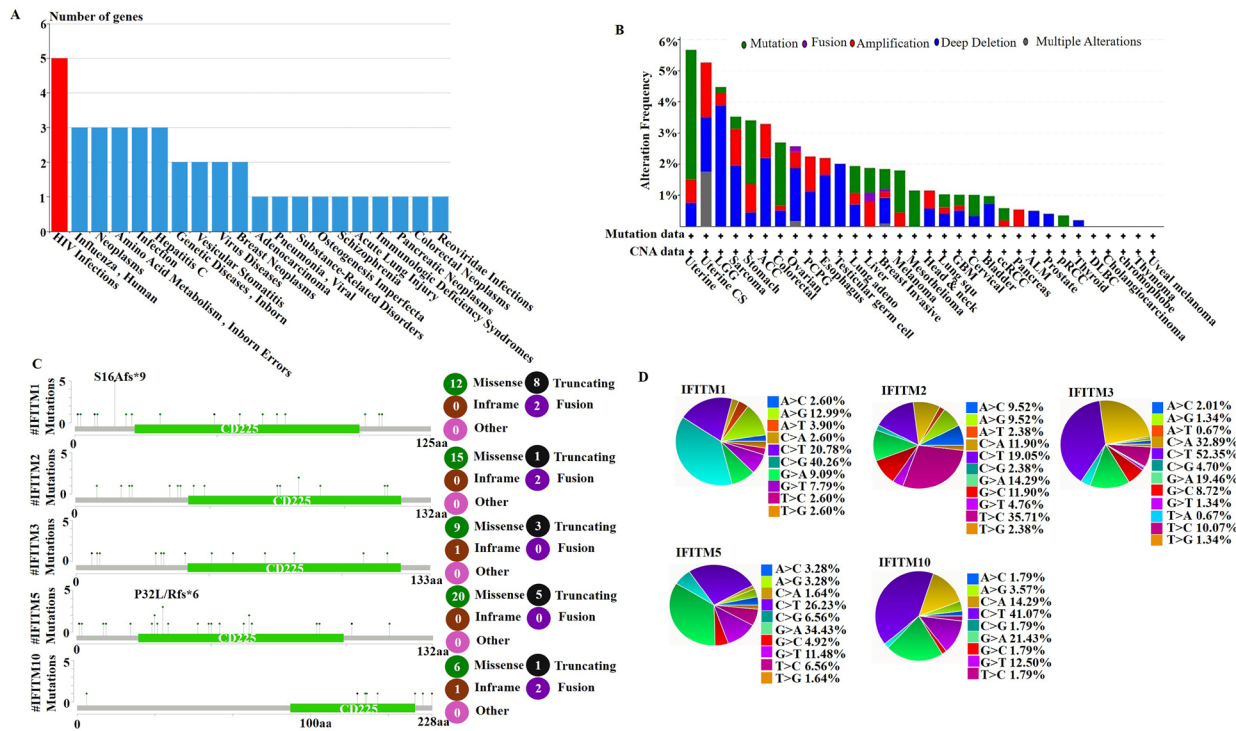 A
Number of genes
6
5
4
3
2
1
0
HIV Infections
Influenza , Human
Neoplasms
Amino Acid Metabolism , Inborn Errors
Infection
Hepatitis C
Genetic Diseases , Inborn
Vesicular Stomatitis
Virus Diseases
Breast Neoplasms
Adenocarcinoma
Pneumonia , Viral
Substance-Related Disorders
Osteogenesis Imperfecta
Schizophrenia
Acute Lung Injury
Immunologic Deficiency Syndromes
Pancreatic Neoplasms
Colorectal Neoplasms
Reoviridae Infections
B
Mutation Fusion Amplification Deep Deletion Multiple Alterations
Alteration Frequency
6%
5%
4%
3%
2%
1%
Mutation data
CNA data
Uterine
Uterine CS
LGG
Sarcoma
Stomach
ACC
Colorectal
Ovarian
PCPG
Esophagus
Testicular germ cell
Lung adeno
Liver
Breast Invasive
Melanoma
Mesothelioma
Head & neck
Lung squ
GBM
Cervical
Bladder
ccRCC
Pancreas
ALM
Prostate
pRCC
Thyroid
DLBC
Cholangiocarcinoma
chRCC
Thymoma
Uveal melanoma
C
#IFITM1
Mutations
5
0
S16Afs*9
CD225
0 125aa
12 Missense 8 Truncating
0 Inframe 2 Fusion
0 Other
#IFITM2
Mutations
5
0
CD225
0 132aa
15 Missense 1 Truncating
0 Inframe 2 Fusion
0 Other
#IFITM3
Mutations
5
0
CD225
0 133aa
9 Missense 3 Truncating
1 Inframe 0 Fusion
0 Other
#IFITM5
Mutations
5
0
P32L/Rfs*6
CD225
0 132aa
20 Missense 5 Truncating
0 Inframe 0 Fusion
0 Other
#IFITM10
Mutations
5
0
CD225
0 100aa 228aa
6 Missense 1 Truncating
1 Inframe 2 Fusion
0 Other
D
IFITM1
A>C 2.60%
A>G 12.99%
A>T 3.90%
C>A 2.60%
C>T 20.78%
C>G 40.26%
G>A 9.09%
G>T 7.79%
T>C 2.60%
T>G 2.60%
IFITM2
A>C 9.52%
A>G 9.52%
A>T 2.38%
C>A 11.90%
C>T 19.05%
C>G 2.38%
G>A 14.29%
G>C 11.90%
G>T 4.76%
T>C 35.71%
T>G 2.38%
IFITM3
A>C 2.01%
A>G 1.34%
A>T 0.67%
C>A 32.89%
C>T 52.35%
C>G 4.70%
G>A 19.46%
G>C 8.72%
G>T 1.34%
T>A 0.67%
T>C 10.07%
T>G 1.34%
IFITM5
A>C 3.28%
A>G 3.28%
C>A 1.64%
C>T 26.23%
C>G 6.56%
G>A 34.43%
G>C 4.92%
G>T 11.48%
T>C 6.56%
T>G 1.64%
IFITM10
A>C 1.79%
A>G 3.57%
C>A 14.29%
C>T 41.07%
C>G 1.79%
G>A 21.43%
G>C 1.79%
G>T 12.50%
T>C 1.79%